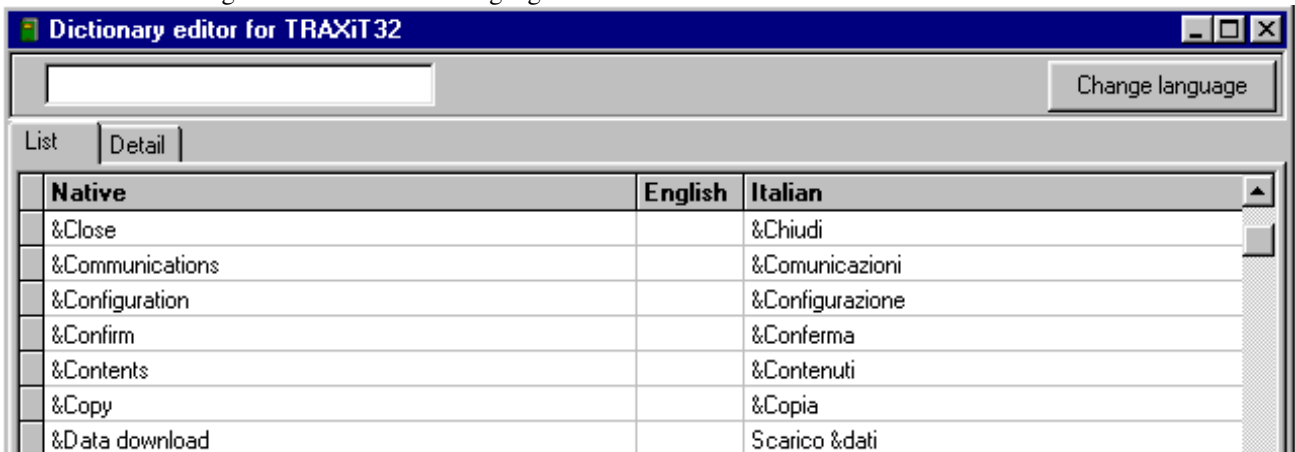 Dictionary editor for TRAXiT32
Change language
List Detail
Native English Italian
&Close &Chiudi
&Communications &Comunicazioni
&Configuration &Configurazione
&Confirm &Conferma
&Contents &Contenuti
&Copy &Copia
&Data download Scarico &dati